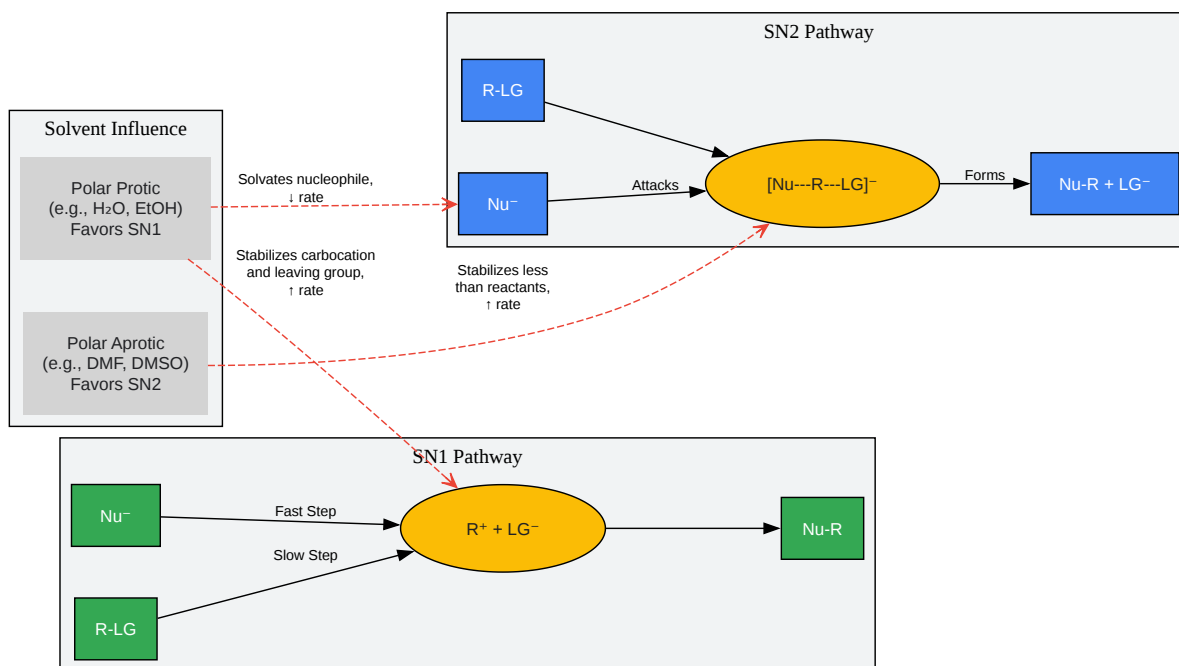 SN2 Pathway
R-LG
Nu⁻
Attacks
[Nu---R---LG]⁻
Forms
Nu-R + LG⁻
Solvent Influence
Polar Protic
(e.g., H₂O, EtOH)
Favors SN1
Solvates nucleophile,
↓ rate
Stabilizes carbocation
and leaving group,
↑ rate
Stabilizes less
than reactants,
↑ rate
Polar Aprotic
(e.g., DMF, DMSO)
Favors SN2
SN1 Pathway
Nu⁻
Fast Step
R⁺ + LG⁻
Nu-R
Slow Step
R-LG